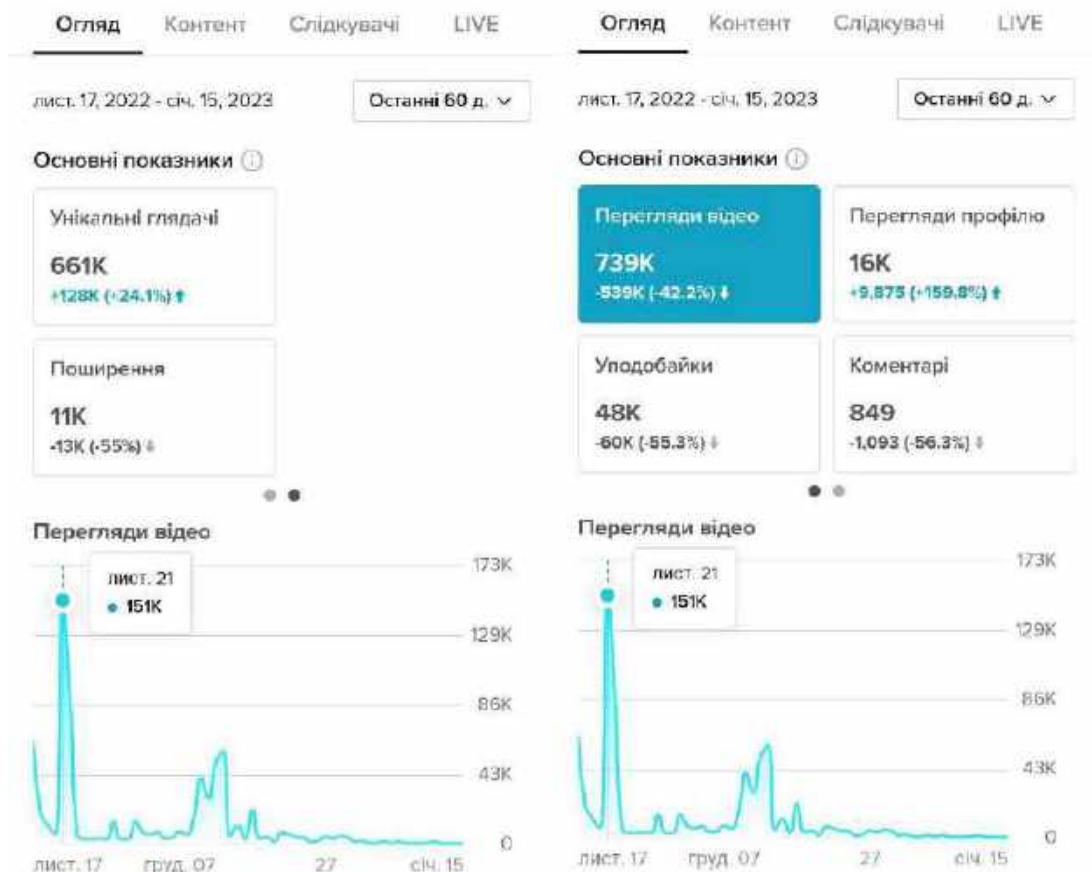 Огляд Контент Слідкувачі LIVE
лист. 17, 2022 - січ. 15, 2023 Останні 60 д.
Основні показники
Унікальні глядачі
661K
+128K (+24.1%)
Поширення
11K
-13K (-55%)
Перегляди відео
173K
лист. 21
151K
129K
86K
43K
0
лист. 17 груд. 07 27 січ. 15
Огляд Контент Слідкувачі LIVE
лист. 17, 2022 - січ. 15, 2023 Останні 60 д.
Основні показники
Перегляди відео Перегляди профілю
739K 16K
-539K (-42.2%) +9,875 (+159.8%)
Уподобайки Коментарі
48K 849
-60K (-55.3%) -1,093 (-56.3%)
Перегляди відео
173K
лист. 21
151K
129K
86K
43K
0
лист. 17 груд. 07 27 січ. 15